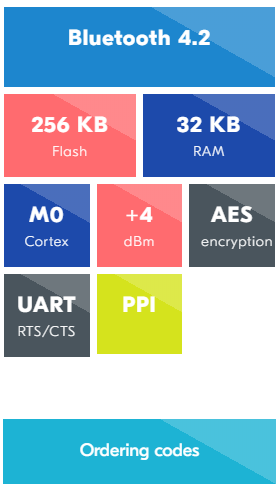 Bluetooth 4.2
256 KB
Flash
32 KB
RAM
M0
Cortex
+4
dBm
AES
encryption
UART
RTS/CTS
PPI
Ordering codes